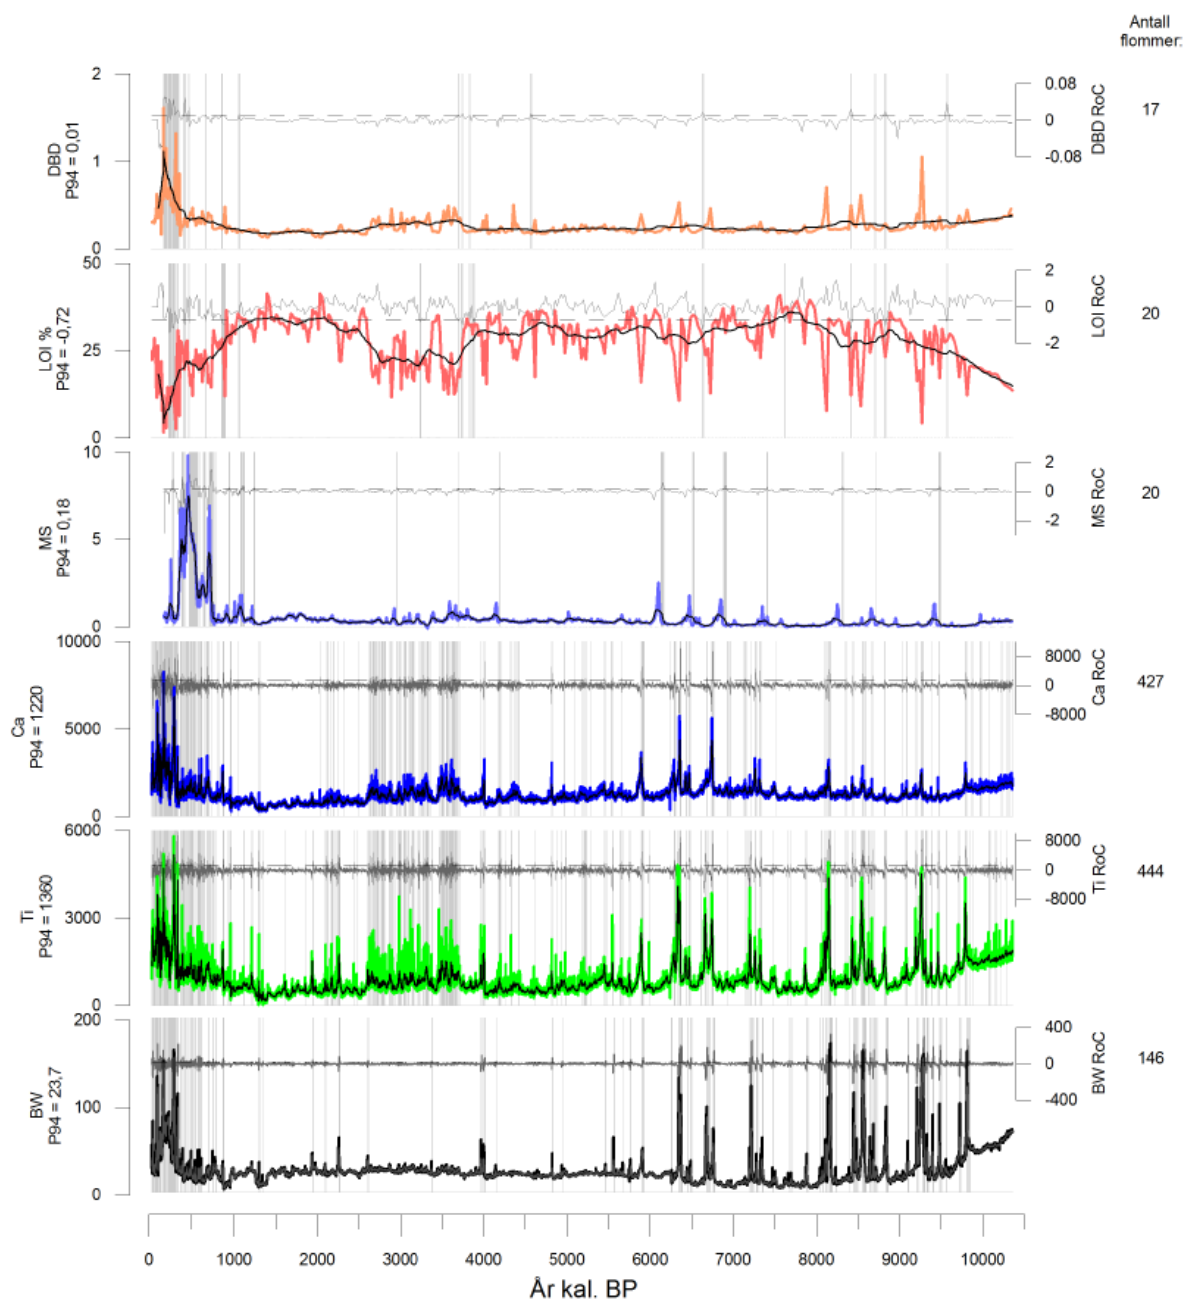 Antall
flommer:
2
1
0
DBD
P94 = 0,01
0.08
0
-0.08
DBD RoC
17
50
25
0
LOI %
P94 = -0,72
2
0
-2
LOI RoC
20
10
5
0
MS
P94 = 0,18
2
0
-2
MS RoC
20
10000
5000
0
Ca
P94 = 1220
8000
0
-8000
Ca RoC
427
6000
3000
0
Ti
P94 = 1360
8000
0
-8000
Ti RoC
444
200
100
0
BW
P94 = 23,7
400
0
-400
BW RoC
146
0 1000 2000 3000 4000 5000 6000 7000 8000 9000 10000
År kal. BP